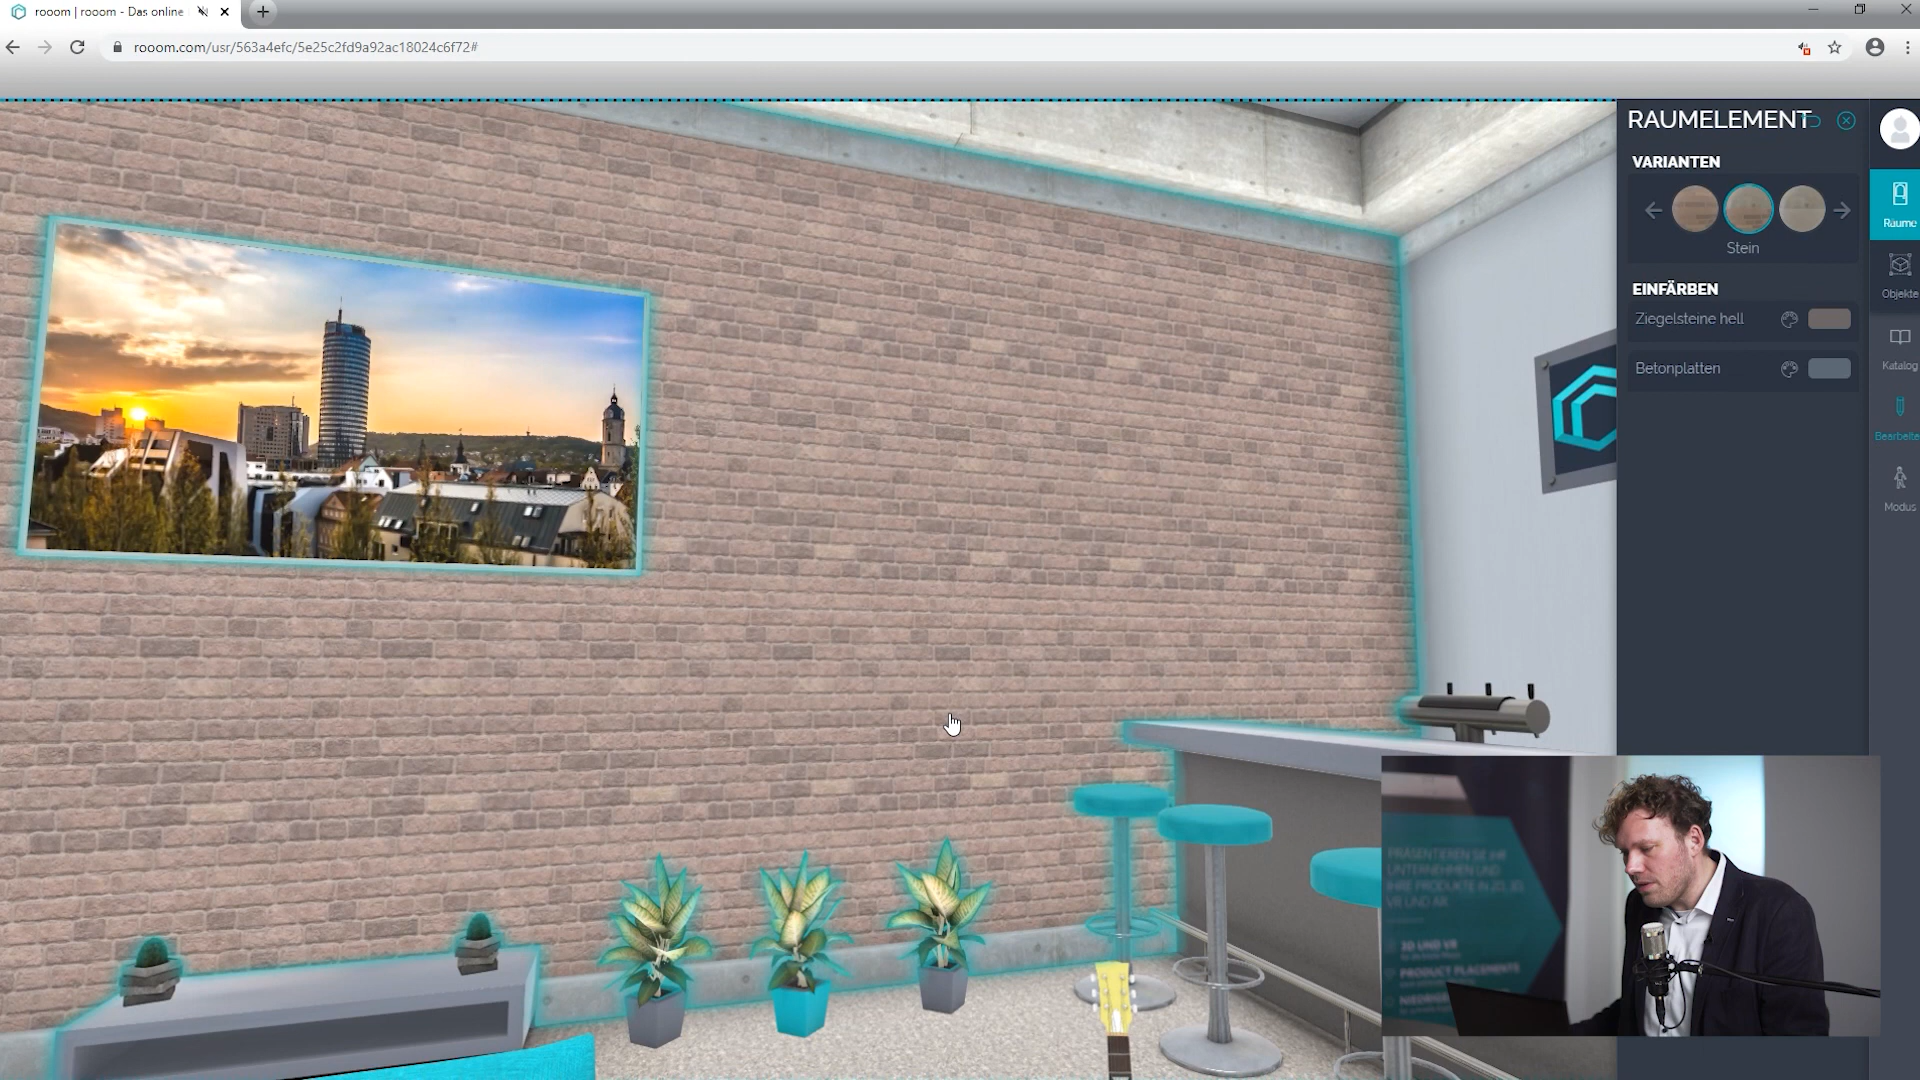 rooom | rooom - Das online
rooom.com/usr/563a4efc/5e25c2fd9a92ac18024c6f72#
RAUMELEMENT
VARIANTEN
Stein
EINFÄRBEN
Ziegelsteine hell
Betonplatten
Räume
Objekte
Katalog
Bearbeite
Modus
PRÄSENTIEREN SIE IHR
UNTERNEHMEN UND
IHRE PRODUKTE IN 2D, 3D,
VR UND AR.
3D UND VR
PRODUCT PLACEMENTS